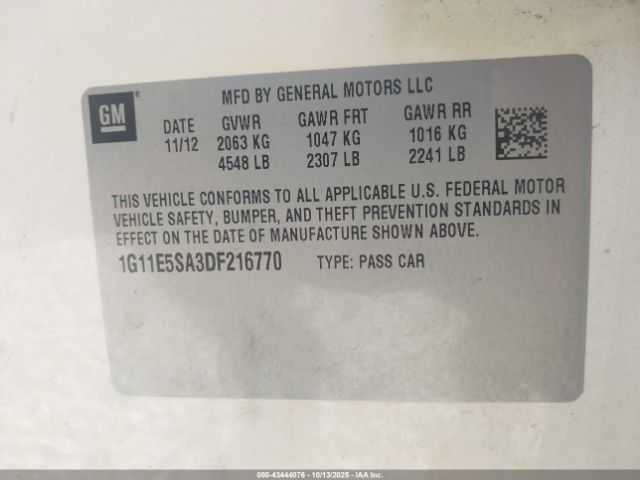 GM®
MFD BY GENERAL MOTORS LLC
DATE GVWR GAWR FRT GAWR RR
11/12 2063 KG 1047 KG 1016 KG
4548 LB 2307 LB 2241 LB
THIS VEHICLE CONFORMS TO ALL APPLICABLE U.S. FEDERAL MOTOR
VEHICLE SAFETY, BUMPER, AND THEFT PREVENTION STANDARDS IN
EFFECT ON THE DATE OF MANUFACTURE SHOWN ABOVE.
1G11E5SA3DF216770 TYPE: PASS CAR
000-43444076 - 10/13/2025 - IAA Inc.